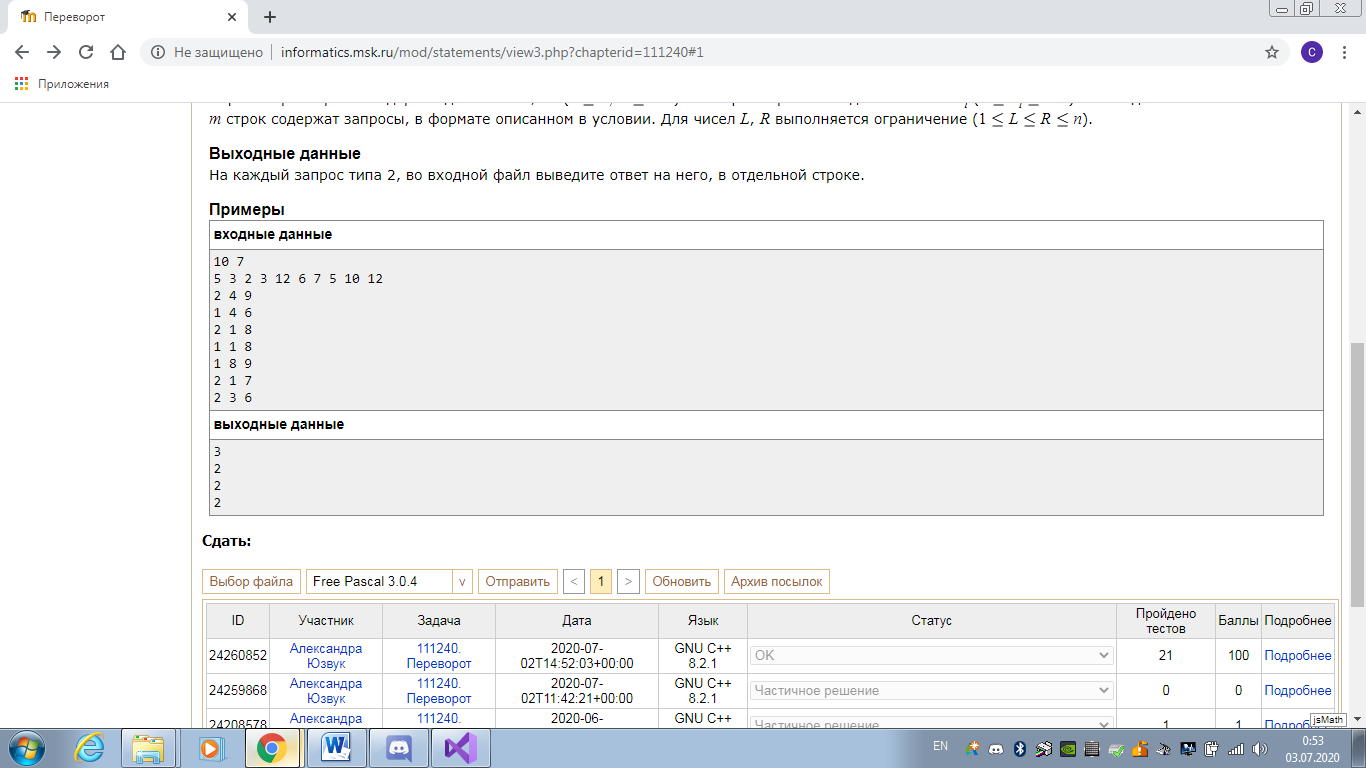 Переворот
Не защищено
informatics.msk.ru/mod/statements/view3.php?chapterid=111240#1
C
Приложения
m строк содержат запросы, в формате описанном в условии. Для чисел L, R выполняется ограничение (1 ≤ L ≤ R ≤ n).
Выходные данные
На каждый запрос типа 2, во входной файл выведите ответ на него, в отдельной строке.
Примеры
входные данные
10 7
5 3 2 3 12 6 7 5 10 12
2 4 9
1 4 6
2 1 8
1 1 8
1 8 9
2 1 7
2 3 6
выходные данные
3
2
2
2
Сдать:
Выбор файла Free Pascal 3.0.4 v Отправить < 1 > Обновить Архив посылок
ID Участник Задача Дата Язык Статус Пройдено тестов Баллы Подробнее
24260852 Александра Юзвук 111240. Переворот 2020-07-02T14:52:03+00:00 GNU C++ 8.2.1 OK 21 100 Подробнее
24259868 Александра Юзвук 111240. Переворот 2020-07-02T11:42:21+00:00 GNU C++ 8.2.1 Частичное решение 0 0 Подробнее
24208578 Александра 111240. 2020-06- GNU C++ Частичное решение 1 1
jsMath
EN
0:53
03.07.2020